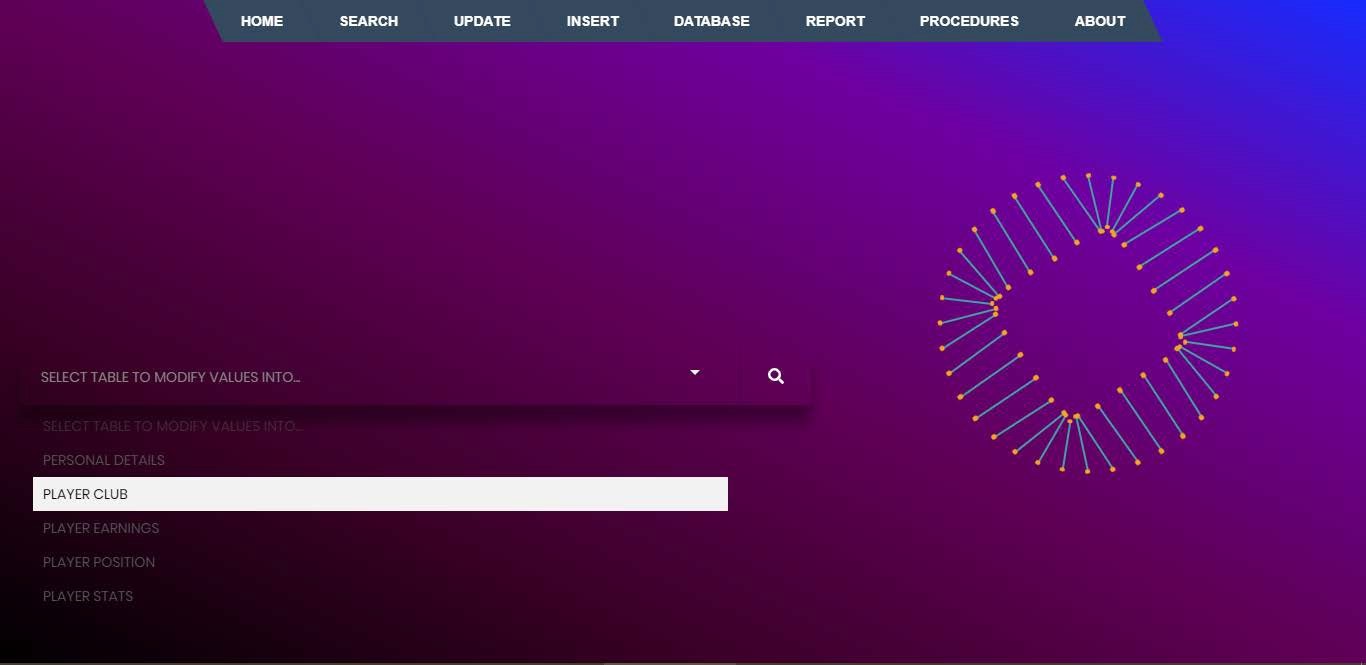 HOME SEARCH UPDATE INSERT DATABASE REPORT PROCEDURES ABOUT
SELECT TABLE TO MODIFY VALUES INTO...
SELECT TABLE TO MODIFY VALUES INTO...
PERSONAL DETAILS
PLAYER CLUB
PLAYER EARNINGS
PLAYER POSITION
PLAYER STATS